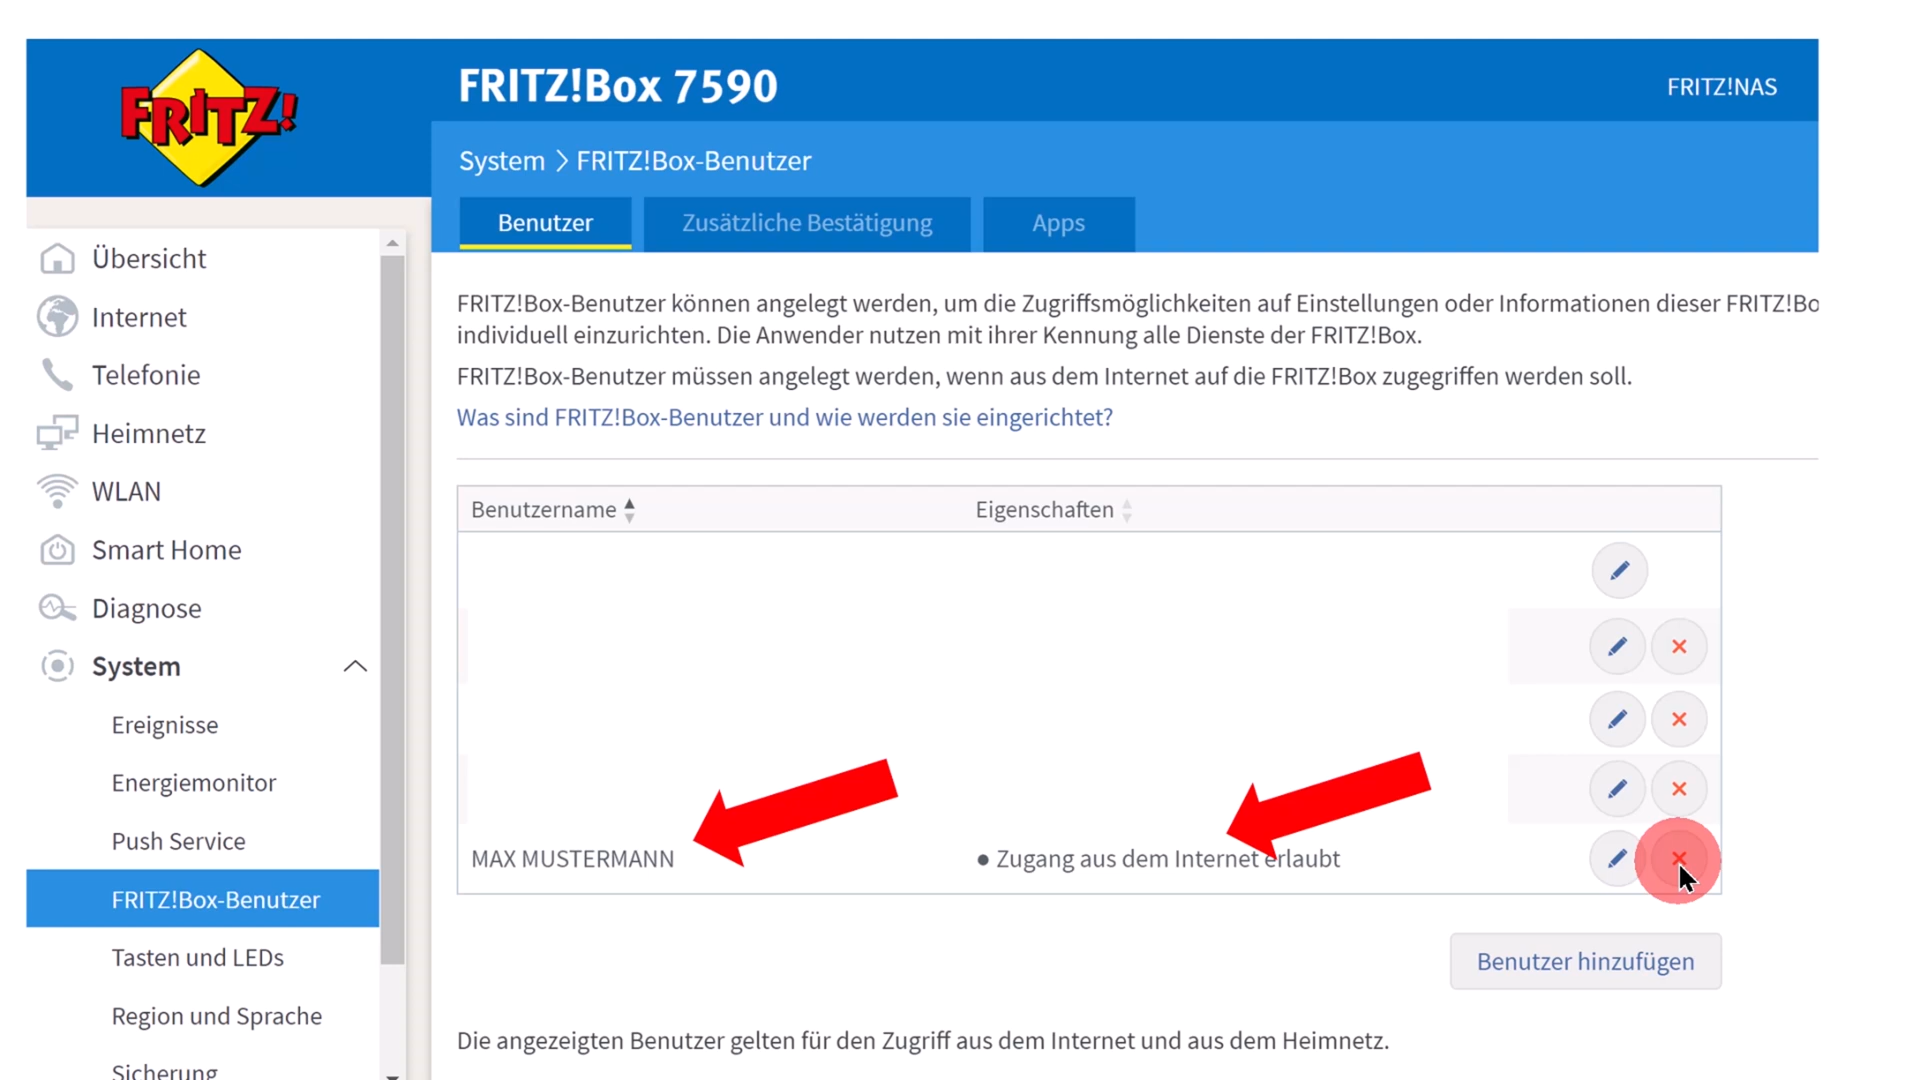 FRITZ!
FRITZ!Box 7590
FRITZ!NAS
System > FRITZ!Box-Benutzer
Benutzer
Zusätzliche Bestätigung
Apps
Übersicht
Internet
Telefonie
Heimnetz
WLAN
Smart Home
Diagnose
System
Ereignisse
Energiemonitor
Push Service
FRITZ!Box-Benutzer
Tasten und LEDs
Region und Sprache
Sicherung
FRITZ!Box-Benutzer können angelegt werden, um die Zugriffsmöglichkeiten auf Einstellungen oder Informationen dieser FRITZ!Bo
individuell einzurichten. Die Anwender nutzen mit ihrer Kennung alle Dienste der FRITZ!Box.
FRITZ!Box-Benutzer müssen angelegt werden, wenn aus dem Internet auf die FRITZ!Box zugegriffen werden soll.
Was sind FRITZ!Box-Benutzer und wie werden sie eingerichtet?
Benutzername
Eigenschaften
MAX MUSTERMANN
• Zugang aus dem Internet erlaubt
Benutzer hinzufügen
Die angezeigten Benutzer gelten für den Zugriff aus dem Internet und aus dem Heimnetz.